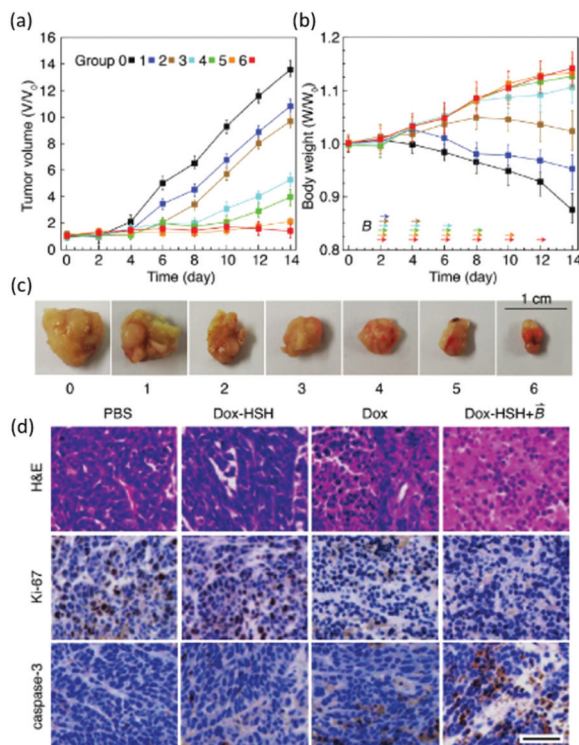 (a)
(b)
Group 0 1 2 3 4 5 6
Tumor volume (V/V₀)
16
14
12
10
8
6
4
2
0
0 2 4 6 8 10 12 14
Time (day)
Body weight (W/W₀)
1.2
1.1
1.0
0.9
0.8
B
0 2 4 6 8 10 12 14
Time (day)
(c)
1 cm
0 1 2 3 4 5 6
(d)
PBS Dox-HSH Dox Dox-HSH+B⃗
H&E
Ki-67
caspase-3